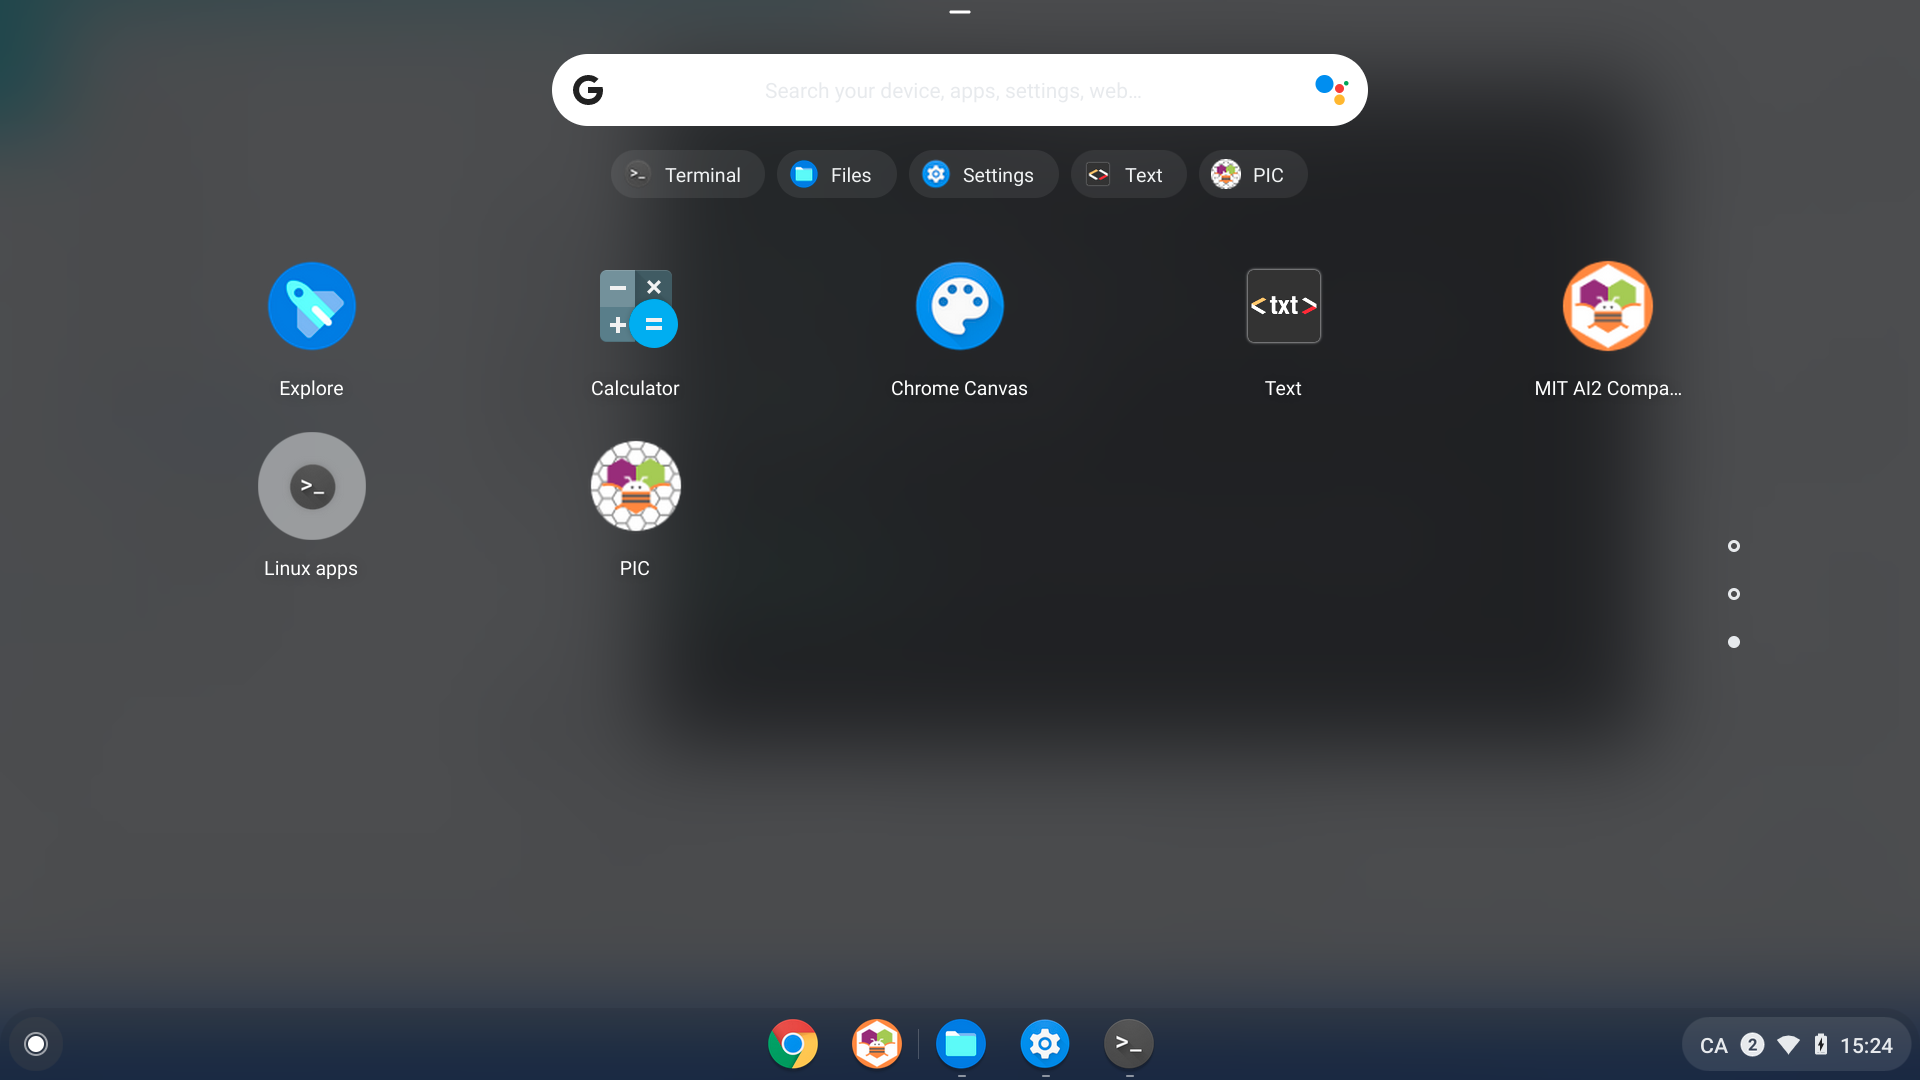 Search your device, apps, settings, web...
Terminal
Files
Settings
Text
PIC
<txt>
Explore
Calculator
Chrome Canvas
Text
MIT AI2 Compa...
>_
Linux apps
PIC
>_
CA 2 15:24